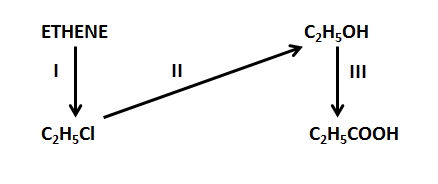 ETHENE
C₂H₅OH
I
II
III
C₂H₅Cl
C₂H₅COOH